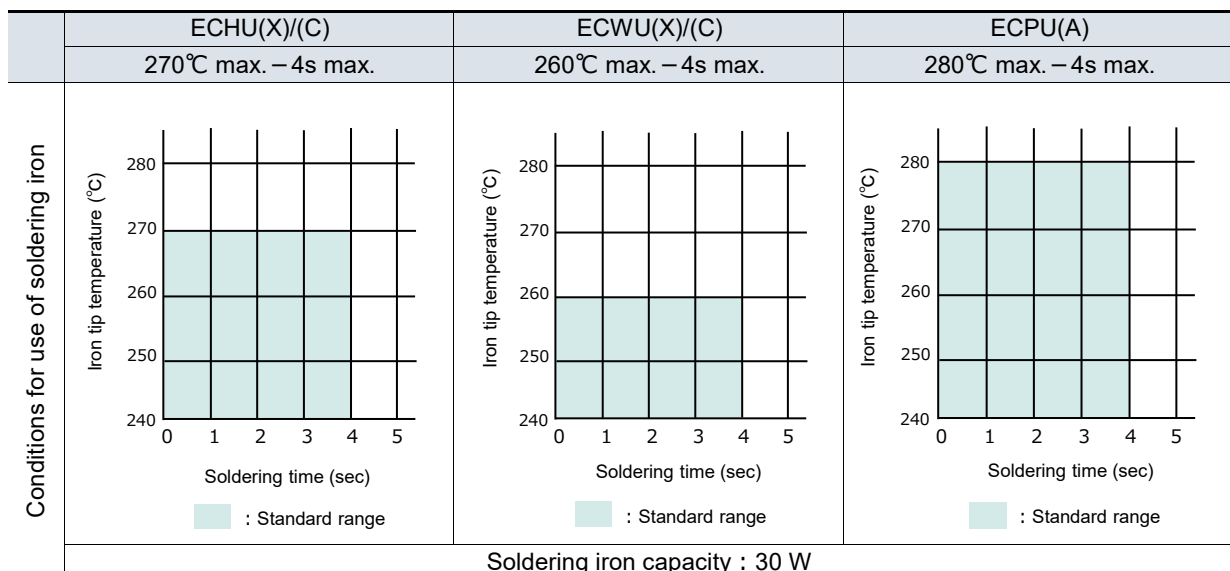 ECHU(X)/(C) ECWU(X)/(C) ECPU(A)
270℃ max.－4s max. 260℃ max.－4s max. 280℃ max.－4s max.
Conditions for use of soldering iron
Iron tip temperature (℃)
280
270
260
250
240
0 1 2 3 4 5
Soldering time (sec)
: Standard range
Iron tip temperature (℃)
280
270
260
250
240
0 1 2 3 4 5
Soldering time (sec)
: Standard range
Iron tip temperature (℃)
280
270
260
250
240
0 1 2 3 4 5
Soldering time (sec)
: Standard range
Soldering iron capacity : 30 W